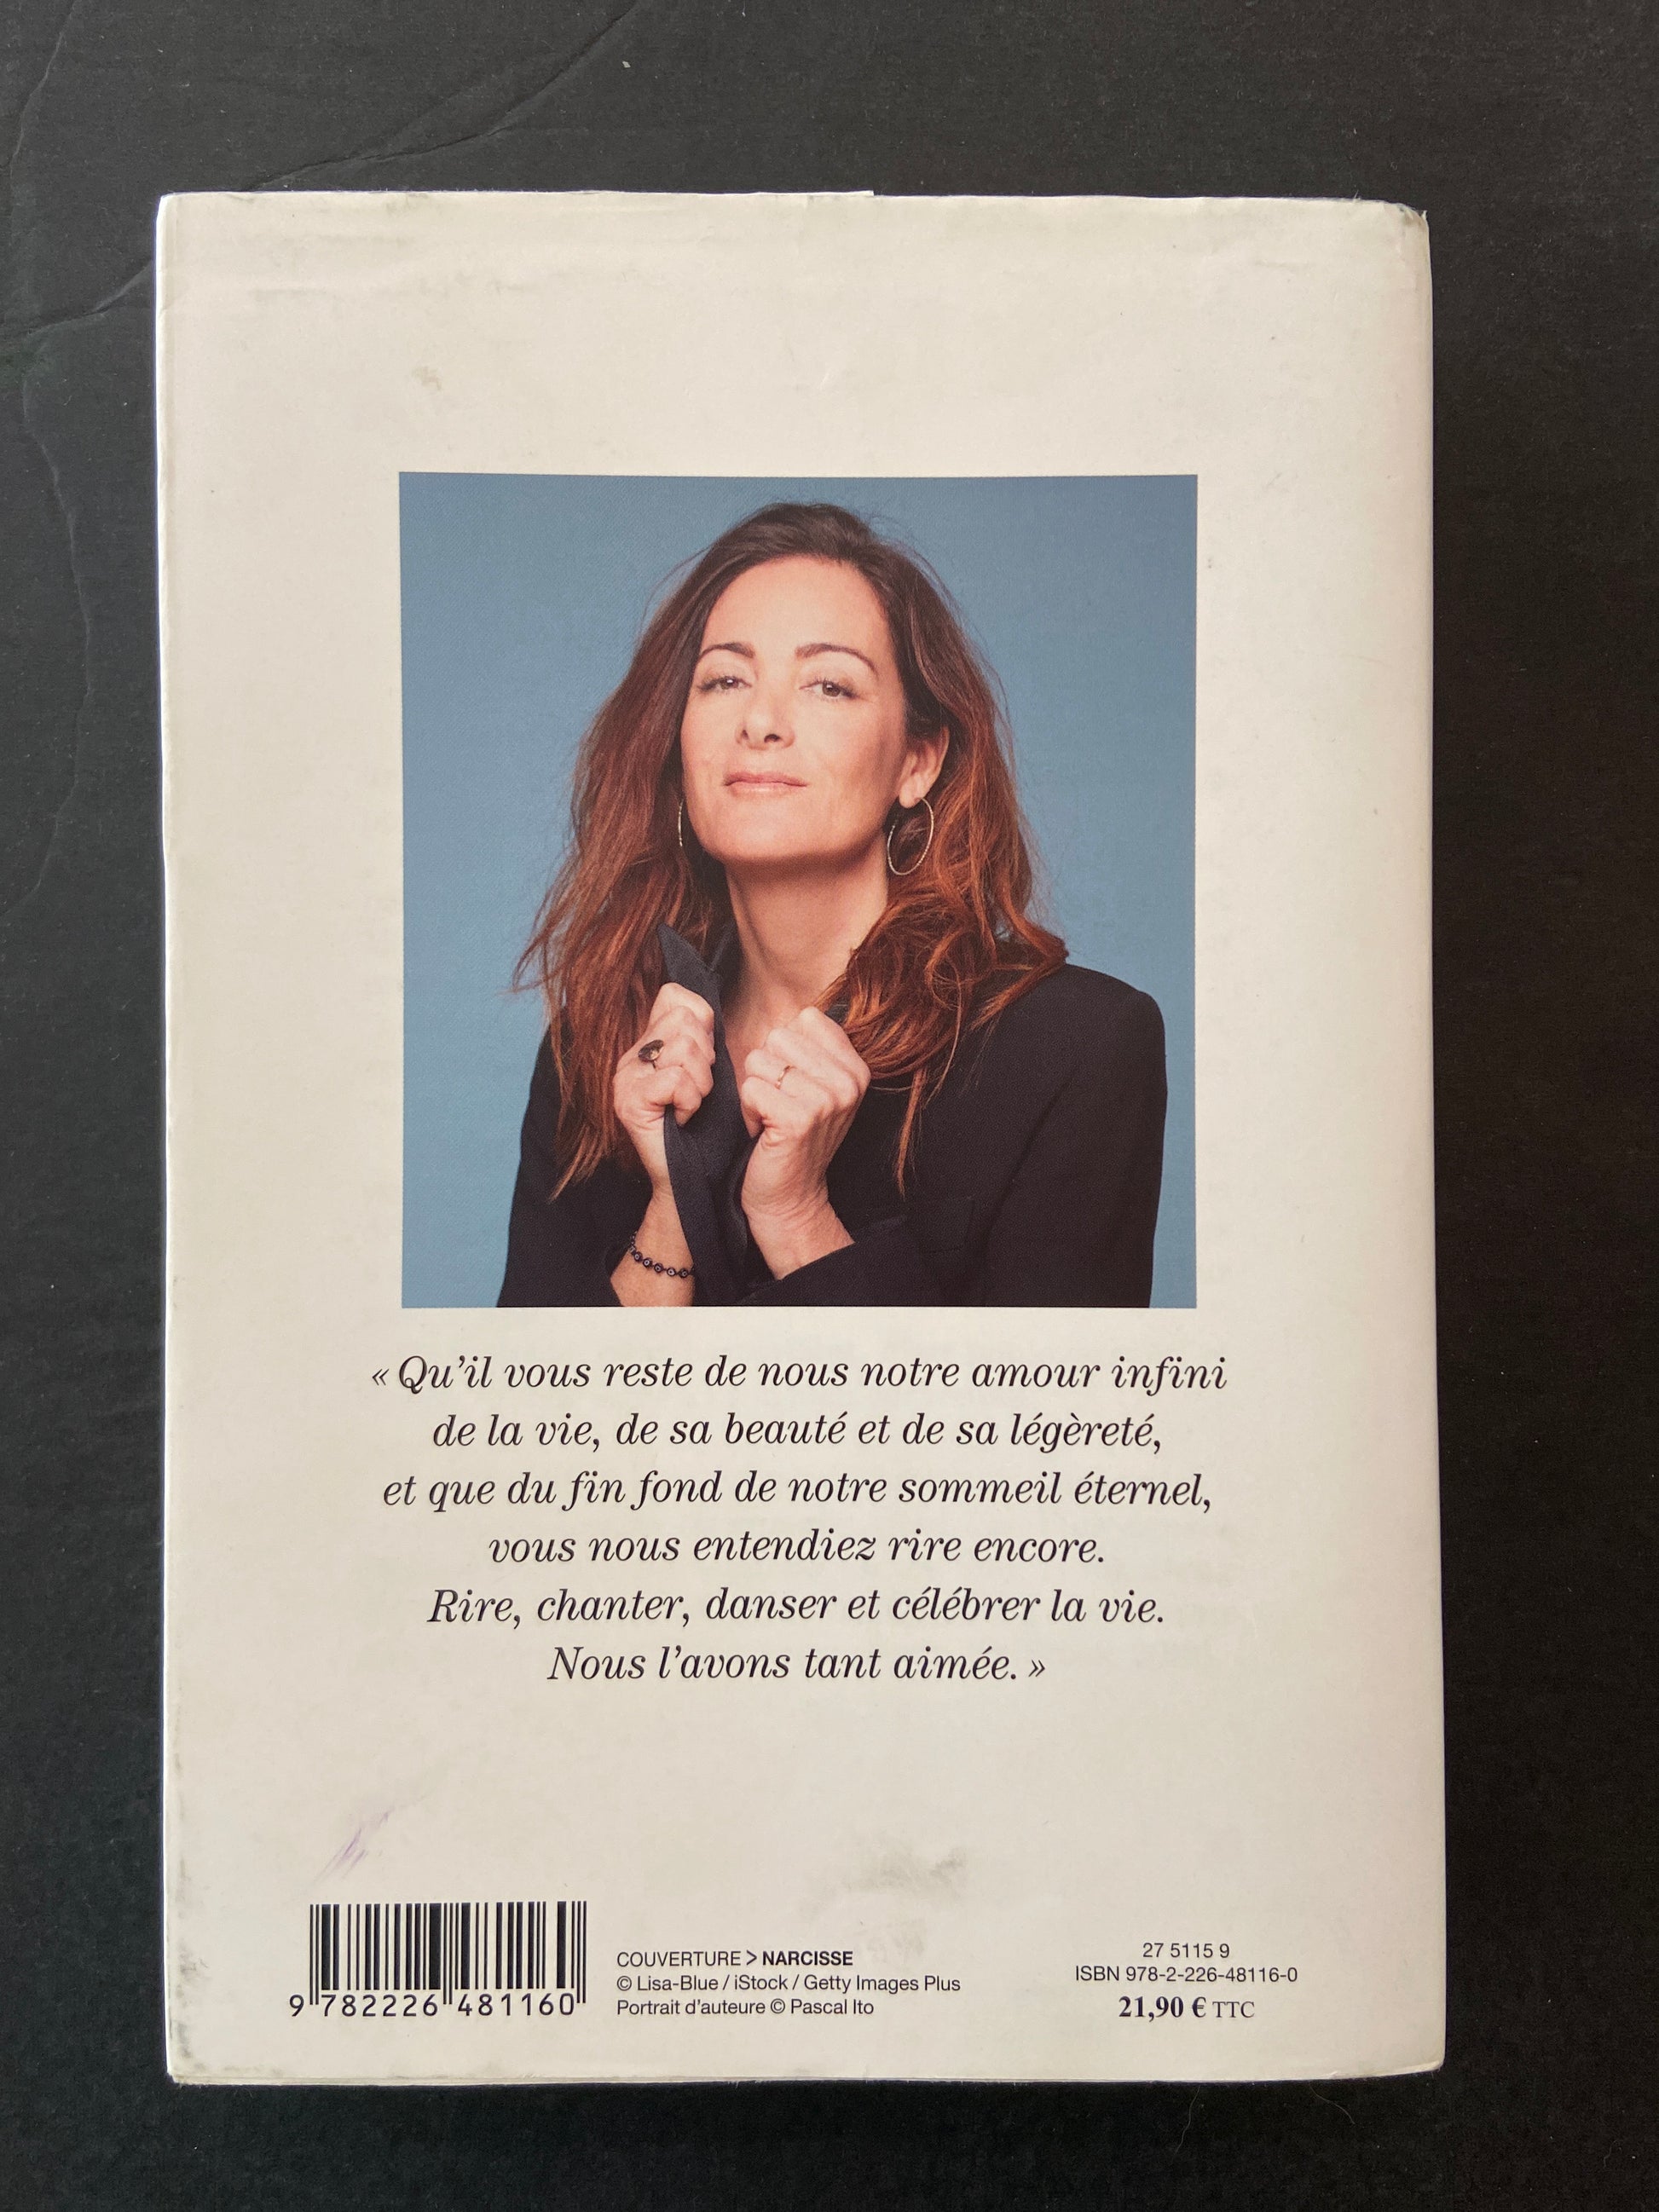 « Qu’il vous reste de nous notre amour infini
de la vie, de sa beauté et de sa légèreté,
et que du fin fond de notre sommeil éternel,
vous nous entendiez rire encore.
Rire, chanter, danser et célébrer la vie.
Nous l’avons tant aimée. »
9 782226 481160
COUVERTURE > NARCISSE
© Lisa-Blue / iStock / Getty Images Plus
Portrait d’auteure © Pascal Ito
27 5115 9
ISBN 978-2-226-48116-0
21,90 € TTC